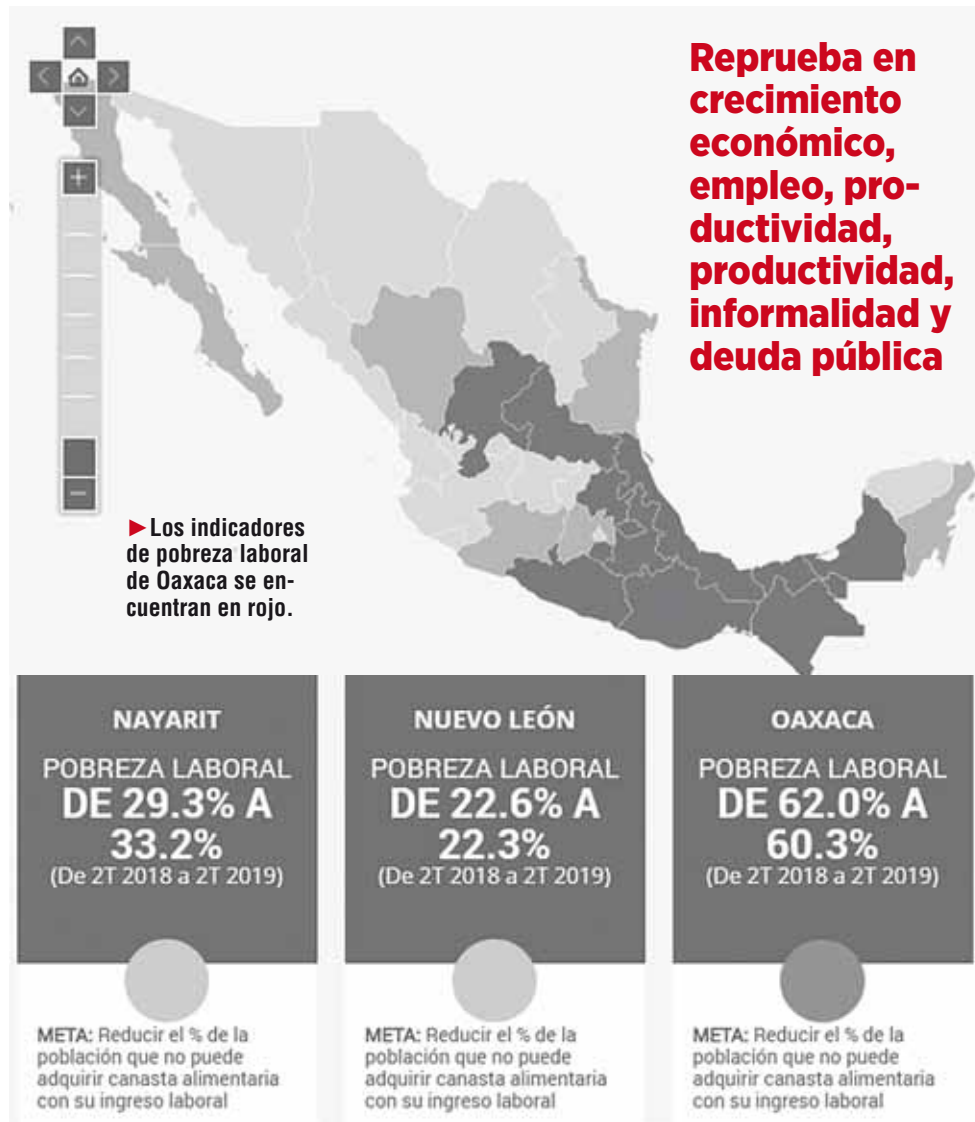 Reprueba en
crecimiento
económico,
empleo, pro-
ductividad,
productividad,
informalidad y
deuda pública
►Los indicadores
de pobreza laboral
de Oaxaca se en-
cuentran en rojo.
NAYARIT
POBREZA LABORAL
DE 29.3% A
33.2%
(De 2T 2018 a 2T 2019)
META: Reducir el % de la
población que no puede
adquirir canasta alimentaria
con su ingreso laboral
NUEVO LEÓN
POBREZA LABORAL
DE 22.6% A
22.3%
(De 2T 2018 a 2T 2019)
META: Reducir el % de la
población que no puede
adquirir canasta alimentaria
con su ingreso laboral
OAXACA
POBREZA LABORAL
DE 62.0% A
60.3%
(De 2T 2018 a 2T 2019)
META: Reducir el % de la
población que no puede
adquirir canasta alimentaria
con su ingreso laboral